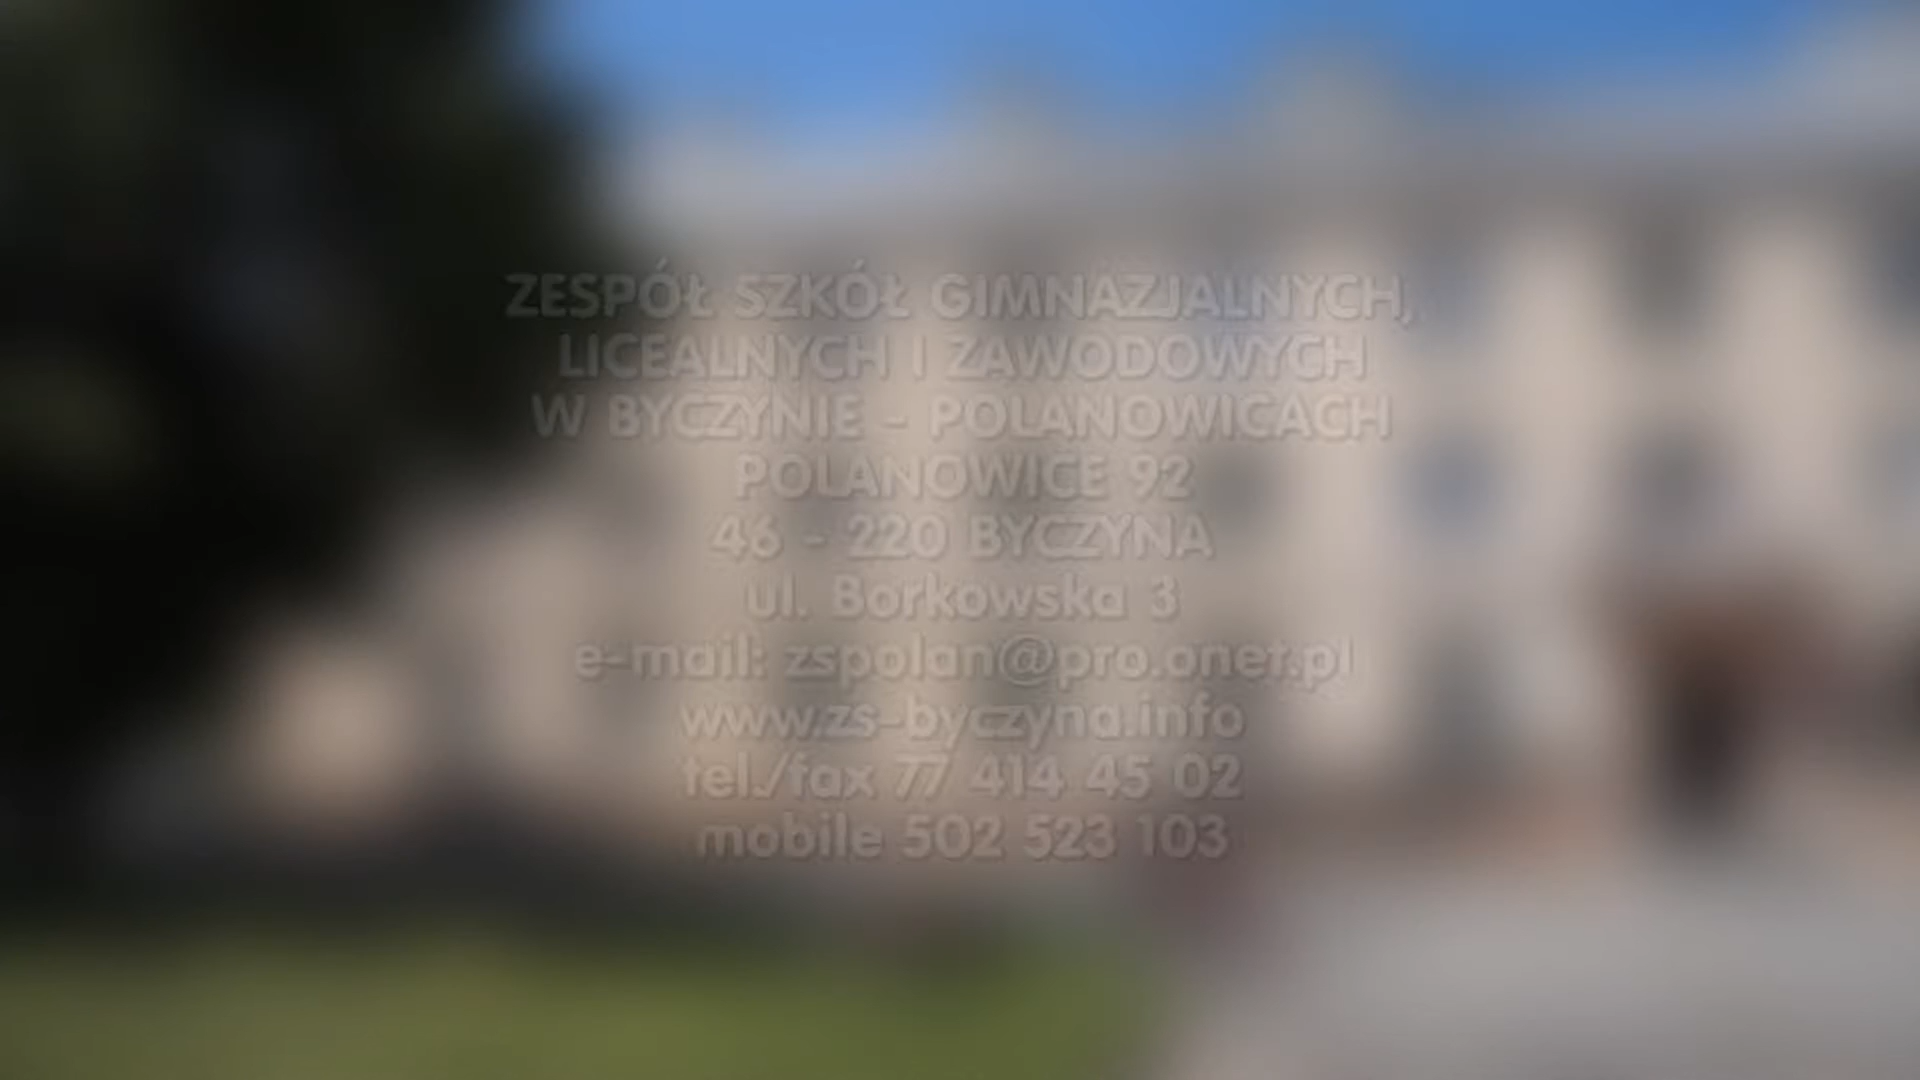 ZESPÓŁ SZKÓŁ GIMNAZJALNYCH,
LICEALNYCH I ZAWODOWYCH
W BYCZYNIE - POLANOWICACH
POLANOWICE 92
46 - 220 BYCZYNA
ul. Borkowska 3
e-mail: zspolan@pro.onet.pl
www.zs-byczyna.info
tel./fax 77 414 45 02
mobile 502 523 103